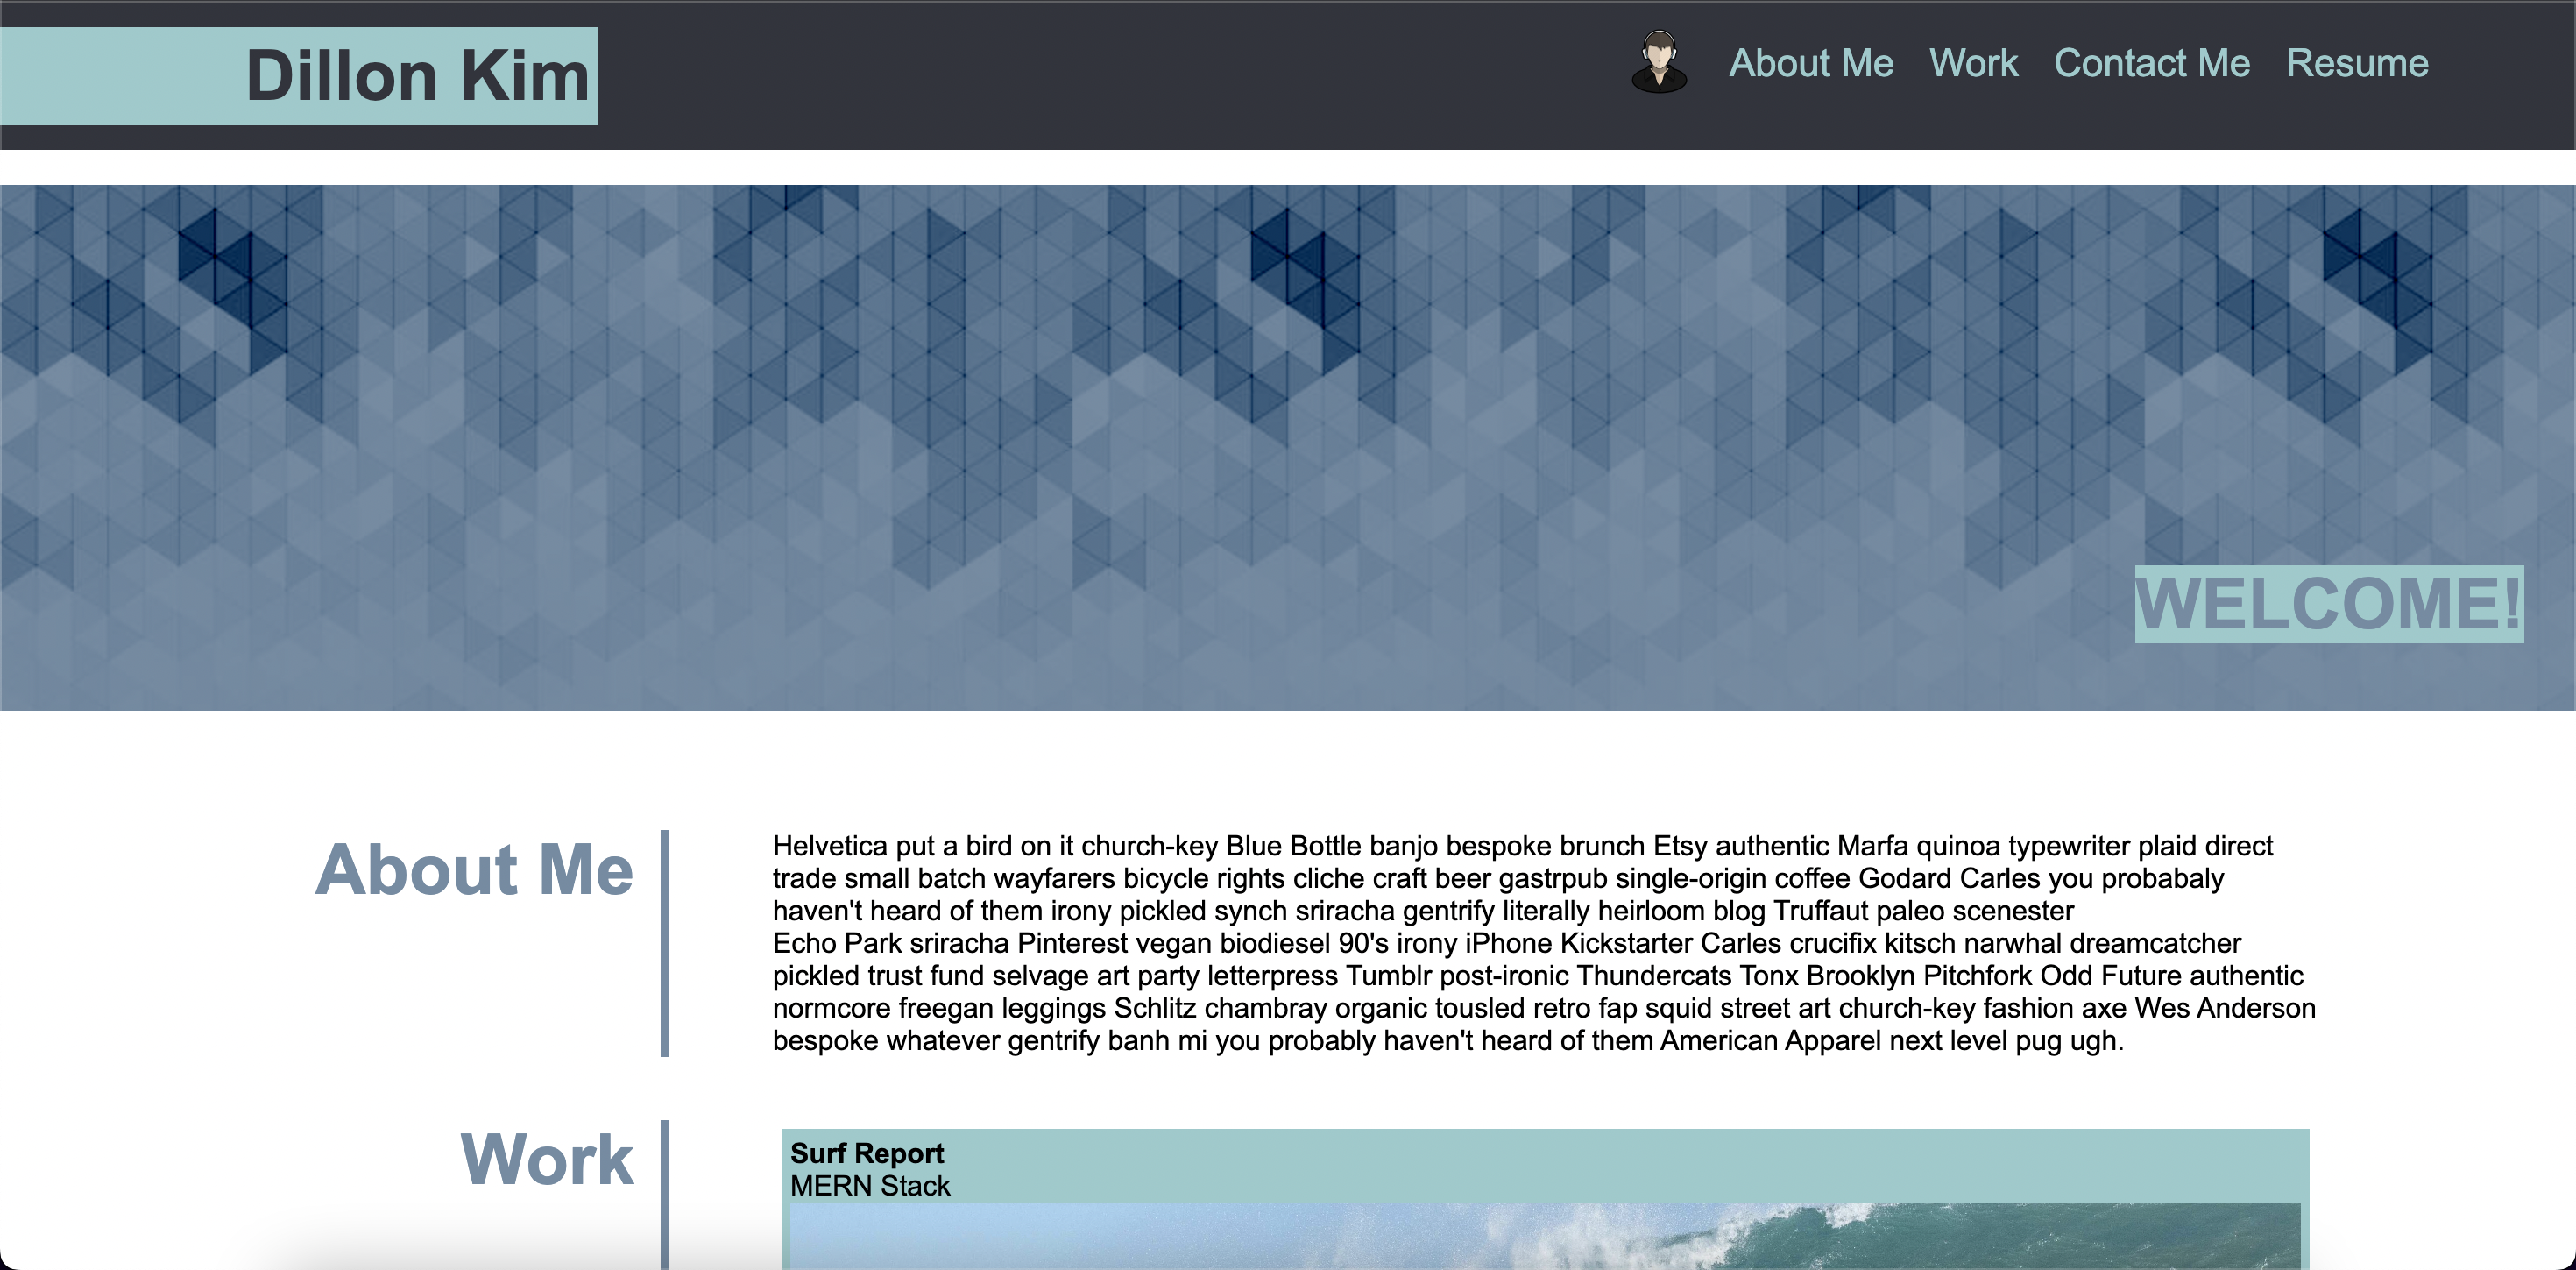 Dillon Kim
About Me
Work
Contact Me
Resume
WELCOME!
About Me
Helvetica put a bird on it church-key Blue Bottle banjo bespoke brunch Etsy authentic Marfa quinoa typewriter plaid direct
trade small batch wayfarers bicycle rights cliche craft beer gastrpub single-origin coffee Godard Carles you probabaly
haven't heard of them irony pickled synch sriracha gentrify literally heirloom blog Truffaut paleo scenester
Echo Park sriracha Pinterest vegan biodiesel 90's irony iPhone Kickstarter Carles crucifix kitsch narwhal dreamcatcher
pickled trust fund selvage art party letterpress Tumblr post-ironic Thundercats Tonx Brooklyn Pitchfork Odd Future authentic
normcore freegan leggings Schlitz chambray organic tousled retro fap squid street art church-key fashion axe Wes Anderson
bespoke whatever gentrify banh mi you probably haven't heard of them American Apparel next level pug ugh.
Work
Surf Report
MERN Stack